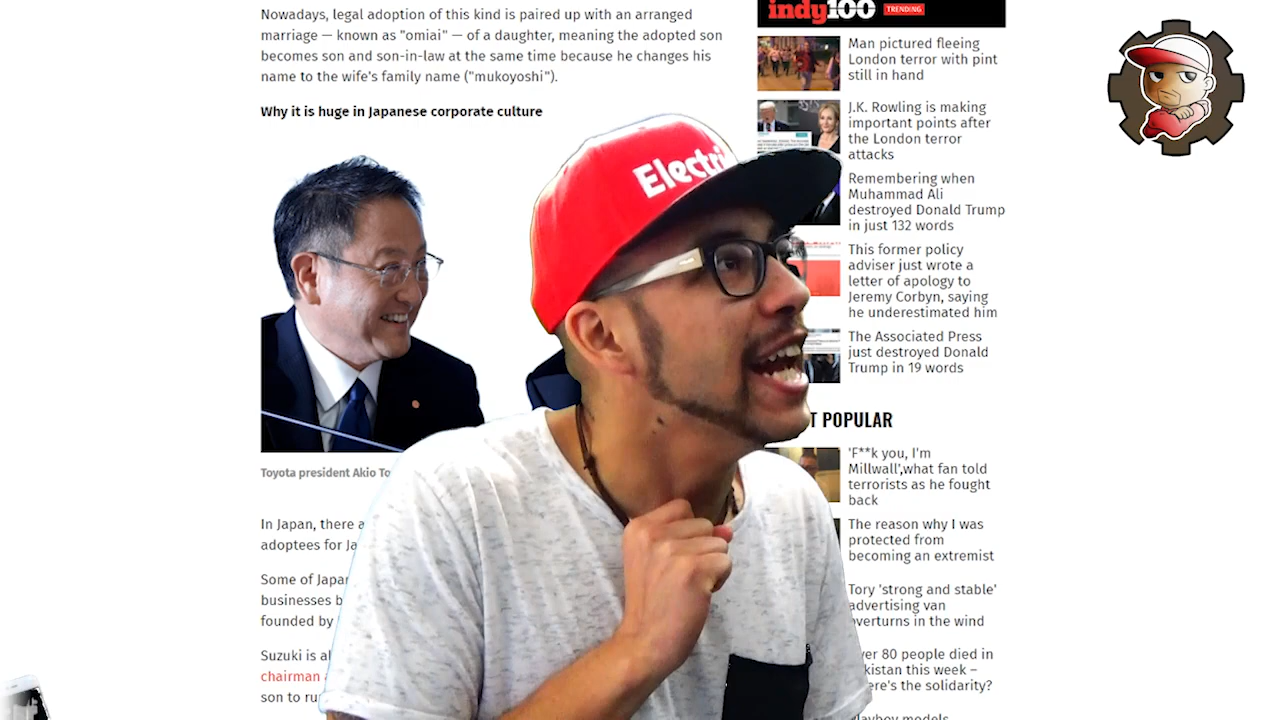 Nowadays, legal adoption of this kind is paired up with an arranged
marriage — known as "omiai" — of a daughter, meaning the adopted son
becomes son and son-in-law at the same time because he changes his
name to the wife's family name ("mukoyoshi").
Why it is huge in Japanese corporate culture
Toyota president Akio
In Japan, there
adoptees for
Some of
businesses
founded by
Suzuki is
chairman
son to
indy100
TRENDING
Man pictured fleeing
London terror with pint
still in hand
J.K. Rowling is making
important points after
the London terror
attacks
Remembering when
Muhammad Ali
destroyed Donald Trump
in just 132 words
This former policy
adviser just wrote a
letter of apology to
Jeremy Corbyn, saying
he underestimated him
The Associated Press
just destroyed Donald
Trump in 19 words
POPULAR
'F**k you, I'm
Millwall',what fan told
terrorists as he fought
back
The reason why I was
protected from
becoming an extremist
Tory 'strong and stable'
advertising van
overturns in the wind
80 people died in
this week –
the solidarity?
models
Electri